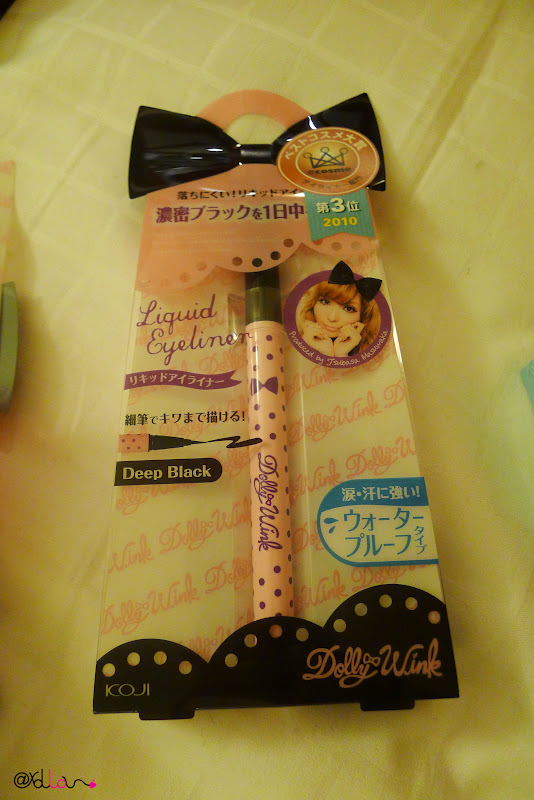 ベストコスメ大賞
@cosme
落ちにくい!リキッドアイ
濃密ブラックを1日中
第3位
2010
Liquid
Eyeliner
リキッドアイライナー
Produced by Tsubasa Masuwaka
細筆でキワまで描ける!
Deep Black
Dolly Wink
涙・汗に強い!
ウォーター
プルーフタイプ
Dolly Wink
KOJI